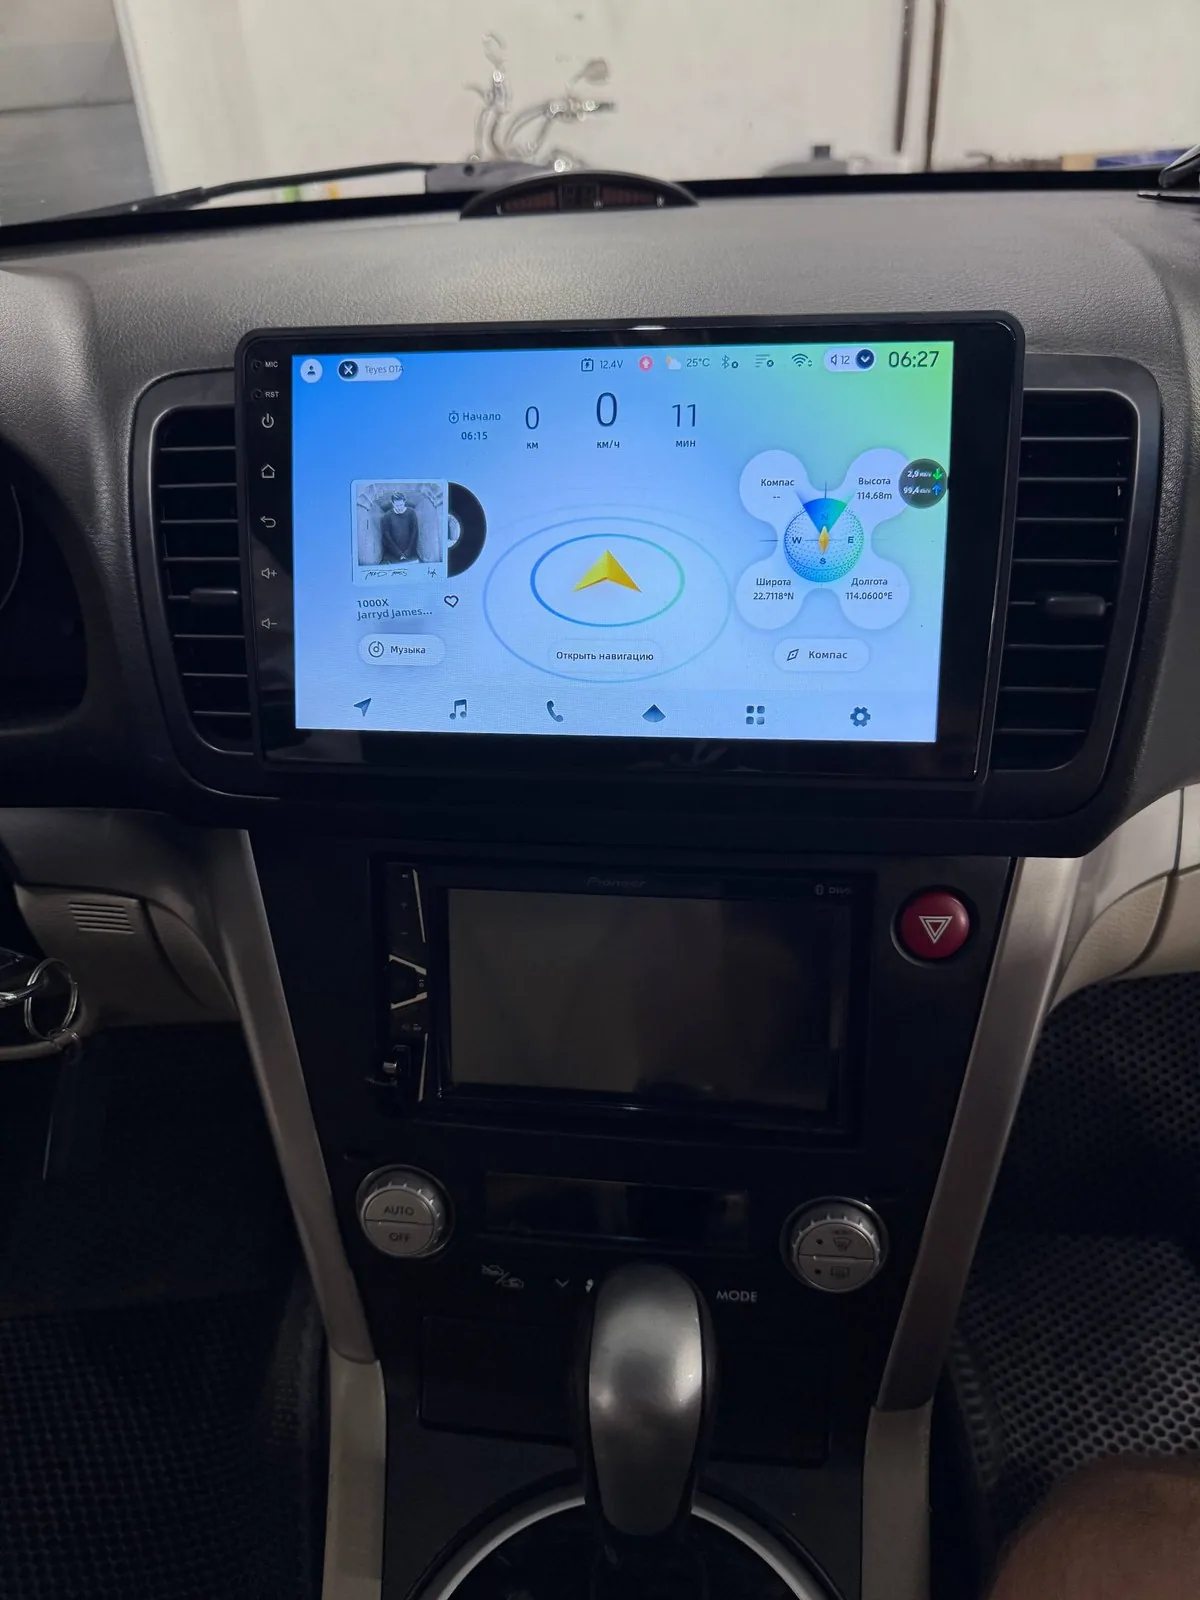 MIC
RST
Teyes OTA
12.4V
25°C
12
06:27
Начало
06:15
0
км
0
км/ч
11
мин
Компас
--
Высота
114.68m
W
E
S
Широта
22.7118°N
Долгота
114.0600°E
1000X
Jarryd James...
Музыка
Открыть навигацию
Компас
Pioneer
AUTO
OFF
MODE